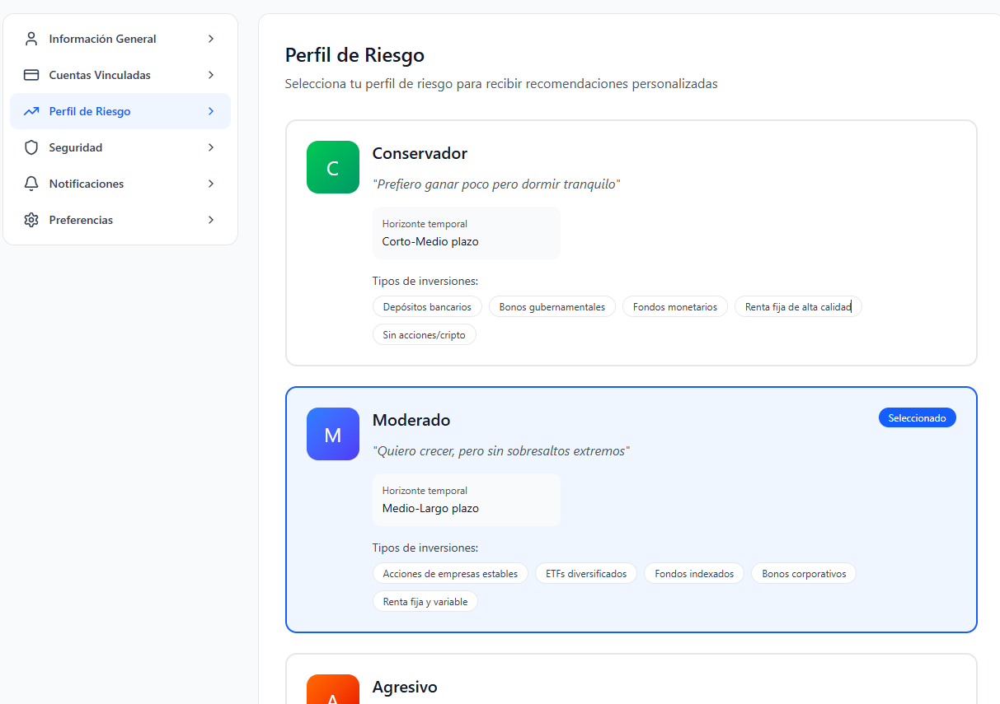 Información General
Cuentas Vinculadas
Perfil de Riesgo
Seguridad
Notificaciones
Preferencias
Perfil de Riesgo
Selecciona tu perfil de riesgo para recibir recomendaciones personalizadas
C
Conservador
"Prefiero ganar poco pero dormir tranquilo"
Horizonte temporal
Corto-Medio plazo
Tipos de inversiones:
Depósitos bancarios
Bonos gubernamentales
Fondos monetarios
Renta fija de alta calidad
Sin acciones/cripto
M
Moderado
Seleccionado
"Quiero crecer, pero sin sobresaltos extremos"
Horizonte temporal
Medio-Largo plazo
Tipos de inversiones:
Acciones de empresas estables
ETFs diversificados
Fondos indexados
Bonos corporativos
Renta fija y variable
A
Agresivo